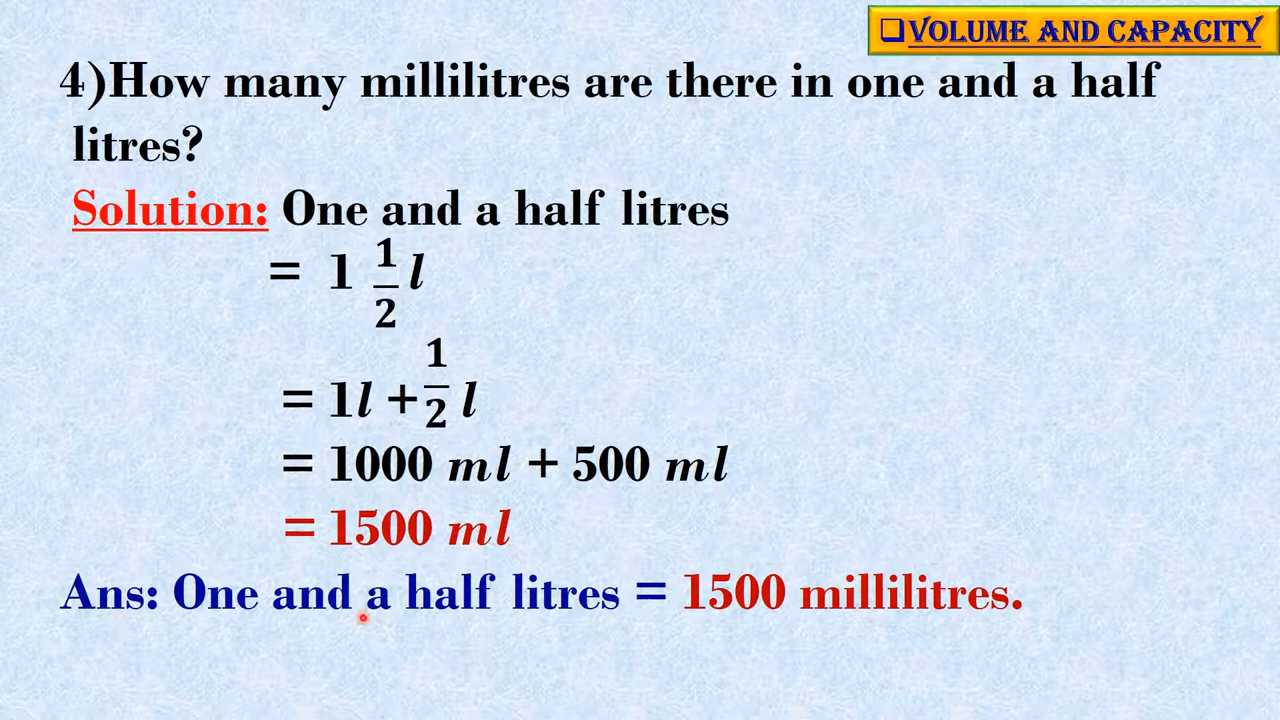 ❑VOLUME AND CAPACITY
4)How many millilitres are there in one and a half
litres?
Solution: One and a half litres
= 1 1/2 l
= 1l + 1/2 l
= 1000 ml + 500 ml
= 1500 ml
Ans: One and a half litres = 1500 millilitres.